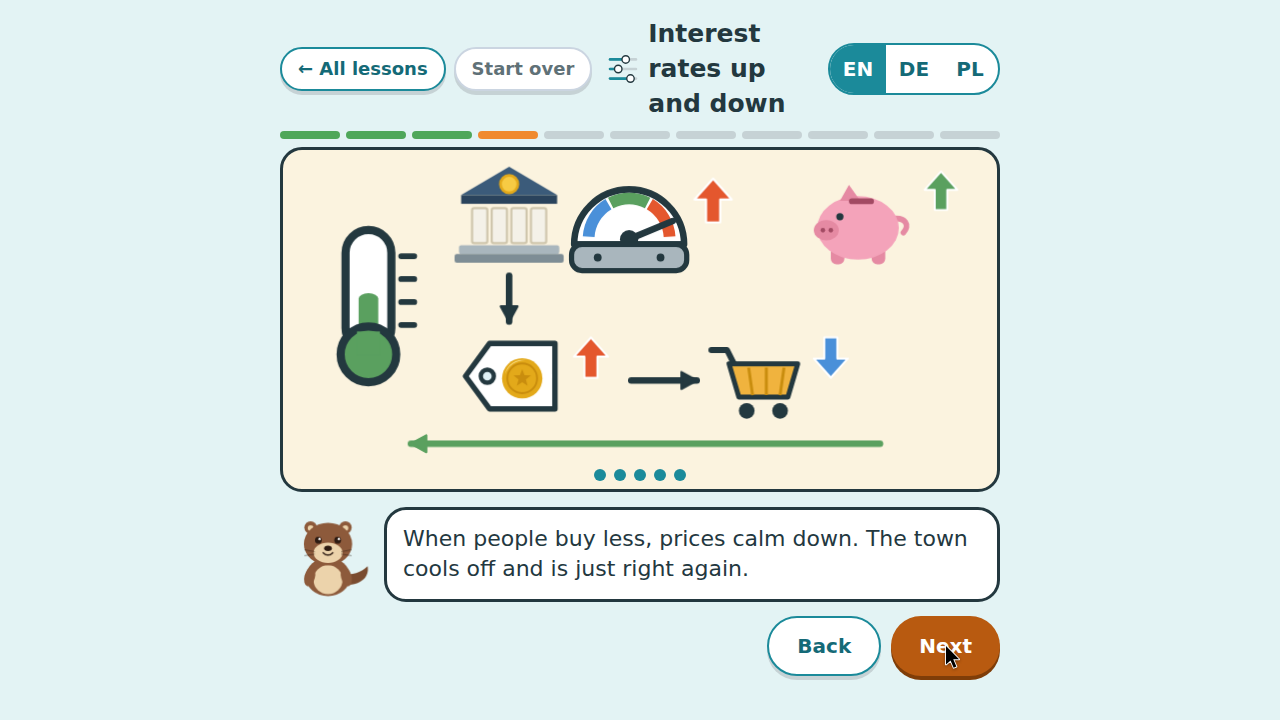 ← All lessons
Start over
Interest
rates up
and down
EN DE PL
When people buy less, prices calm down. The town
cools off and is just right again.
Back
Next